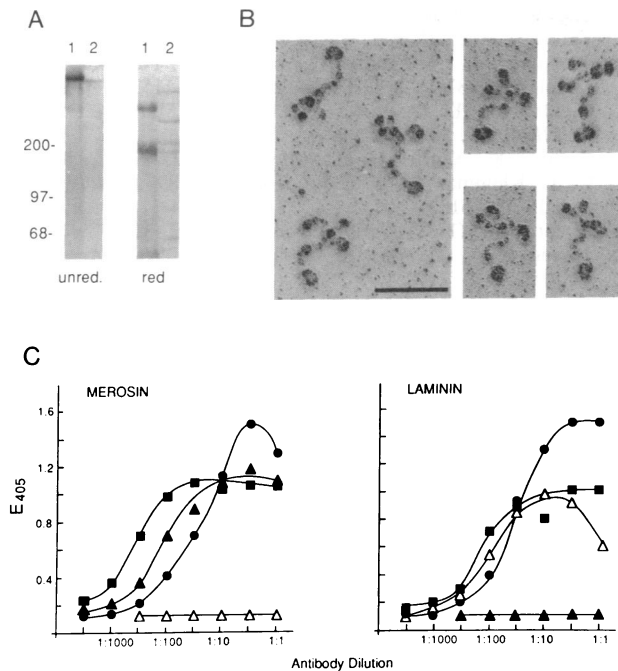 A
B
1 2
1 2
200-
97-
68-
unred.
red
C
MEROSIN
LAMININ
1.6
1.2
0.8
0.4
E405
1:1000
1:100
1:10
1:1
1:1000
1:100
1:10
1:1
Antibody Dilution